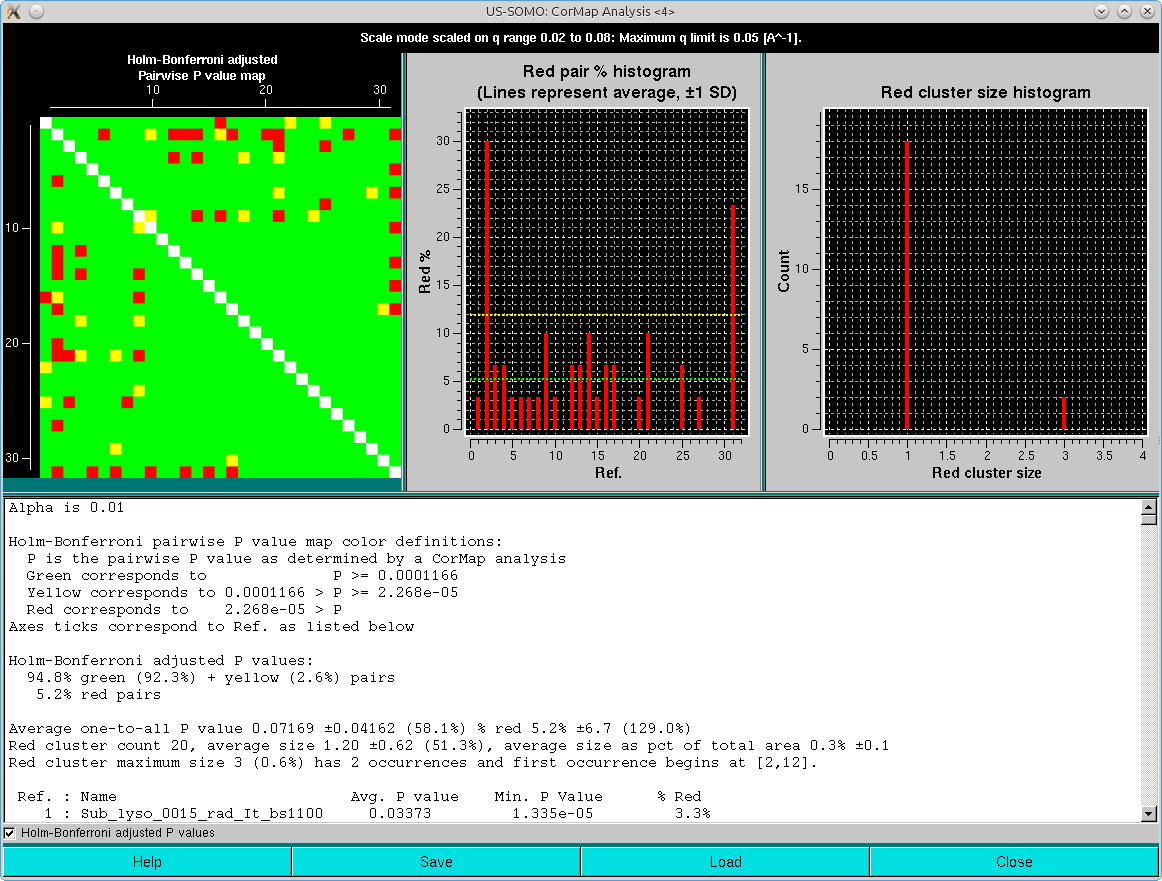 US-SOMO: CorMap Analysis <4>
Scale mode scaled on q range 0.02 to 0.08: Maximum q limit is 0.05 [A^-1].
Holm-Bonferroni adjusted
Pairwise P value map
10 20 30
10
20
30
Red pair % histogram
(Lines represent average, ±1 SD)
Red %
30
25
20
15
10
5
0
0 5 10 15 20 25 30
Ref.
Red cluster size histogram
Count
15
10
5
0
0 0.5 1 1.5 2 2.5 3 3.5 4
Red cluster size
Alpha is 0.01
Holm-Bonferroni pairwise P value map color definitions:
P is the pairwise P value as determined by a CorMap analysis
Green corresponds to P >= 0.0001166
Yellow corresponds to 0.0001166 > P >= 2.268e-05
Red corresponds to 2.268e-05 > P
Axes ticks correspond to Ref. as listed below
Holm-Bonferroni adjusted P values:
94.8% green (92.3%) + yellow (2.6%) pairs
5.2% red pairs
Average one-to-all P value 0.07169 ±0.04162 (58.1%) % red 5.2% ±6.7 (129.0%)
Red cluster count 20, average size 1.20 ±0.62 (51.3%), average size as pct of total area 0.3% ±0.1
Red cluster maximum size 3 (0.6%) has 2 occurrences and first occurrence begins at [2,12].
Ref. : Name Avg. P value Min. P Value % Red
1 : Sub_lyso_0015_rad_It_bs1100 0.03373 1.335e-05 3.3%
Holm-Bonferroni adjusted P values
Help Save Load Close